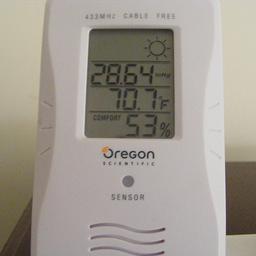 433MHz CABLE FREE
28.64 inHg
70.7°F
COMFORT 53%
Oregon
SCIENTIFIC
SENSOR